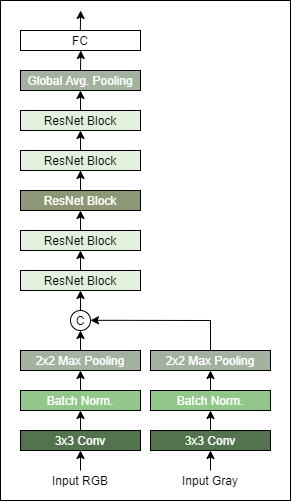 FC
Global Avg. Pooling
ResNet Block
ResNet Block
ResNet Block
ResNet Block
ResNet Block
C
2x2 Max Pooling
2x2 Max Pooling
Batch Norm.
Batch Norm.
3x3 Conv
3x3 Conv
Input RGB
Input Gray